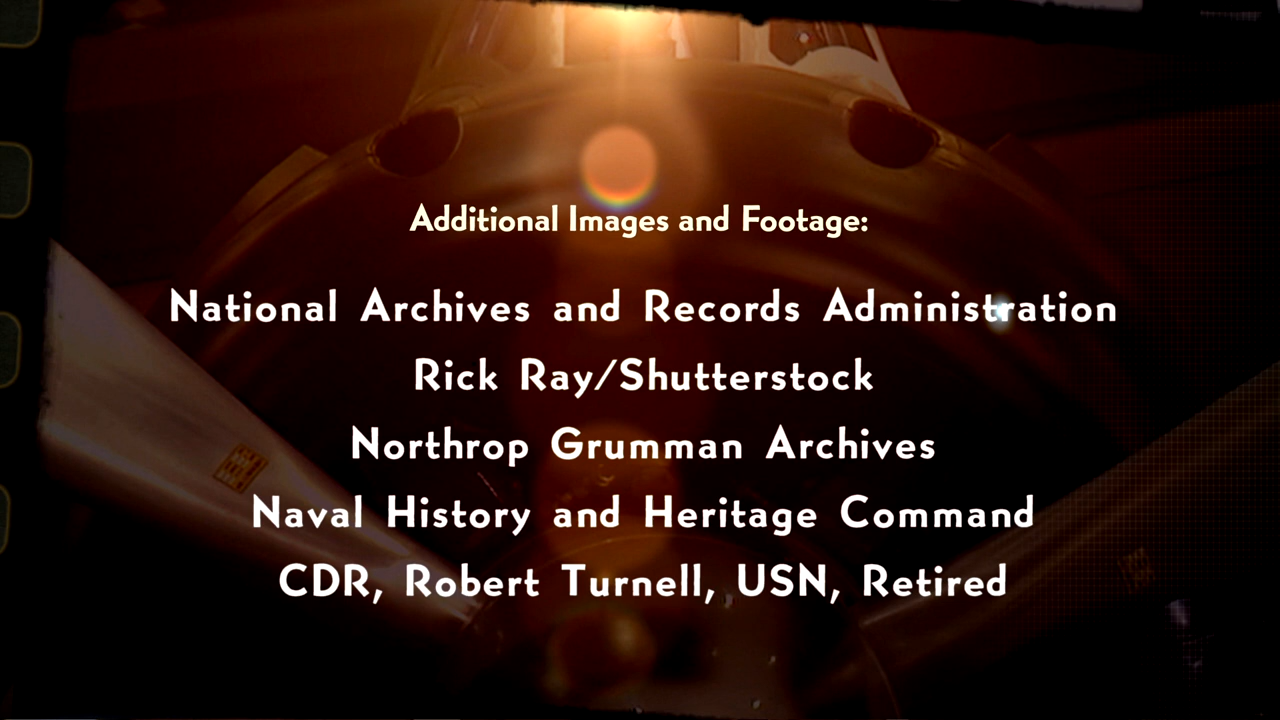 Additional Images and Footage:
National Archives and Records Administration
Rick Ray/Shutterstock
Northrop Grumman Archives
Naval History and Heritage Command
CDR, Robert Turnell, USN, Retired